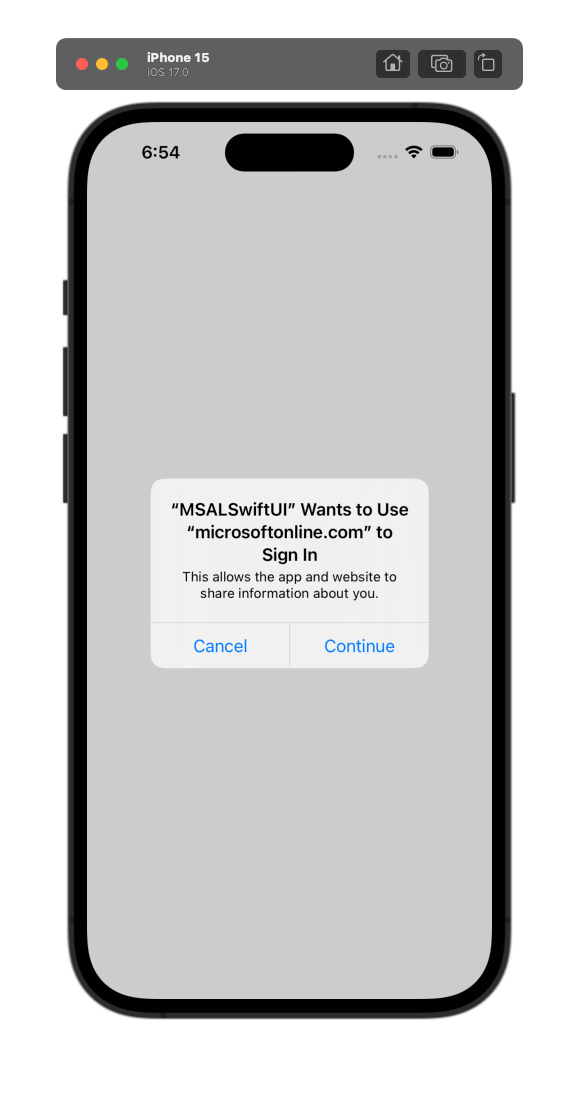 iPhone 15
iOS 17.0
6:54
“MSALSwiftUI” Wants to Use
“microsoftonline.com” to
Sign In
This allows the app and website to
share information about you.
Cancel Continue